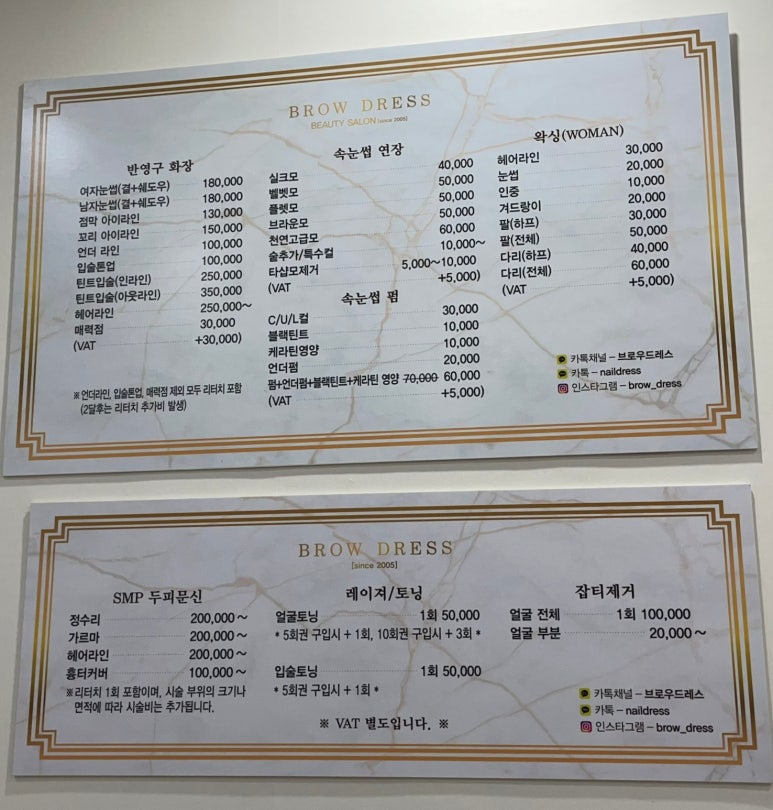 BROW DRESS
BEAUTY SALON [since 2005]
반영구 화장
여자눈썹(결+쉐도우) 180,000
남자눈썹(결+쉐도우) 180,000
점막 아이라인 130,000
꼬리 아이라인 150,000
언더 라인 100,000
입술톤업 100,000
틴트입술(인라인) 250,000
틴트입술(아웃라인) 350,000
헤어라인 250,000~
매력점 30,000
(VAT +30,000)
※ 언더라인, 입술톤업, 매력점 제외 모두 리터치 포함
(2달후는 리터치 추가비 발생)
속눈썹 연장
실크모 40,000
벨벳모 50,000
플렛모 50,000
브라운모 50,000
천연고급모 60,000
숱추가/특수컬 10,000~
타샵모제거 5,000~10,000
(VAT +5,000)
속눈썹 펌
C/U/L컬 30,000
블랙틴트 10,000
케라틴영양 10,000
언더펌 20,000
펌+언더펌+블랙틴트+케라틴 영양 70,000 60,000
(VAT +5,000)
왁싱(WOMAN)
헤어라인 30,000
눈썹 20,000
인중 10,000
겨드랑이 20,000
팔(하프) 30,000
팔(전체) 50,000
다리(하프) 40,000
다리(전체) 60,000
(VAT +5,000)
카톡채널 – 브로우드레스
카톡 – naildress
인스타그램 – brow_dress
BROW DRESS
[since 2005]
SMP 두피문신
정수리 200,000~
가르마 200,000~
헤어라인 200,000~
흉터커버 100,000~
※리터치 1회 포함이며, 시술 부위의 크기나
면적에 따라 시술비는 추가됩니다.
레이져/토닝
얼굴토닝 1회 50,000
* 5회권 구입시 + 1회, 10회권 구입시 + 3회 *
입술토닝 1회 50,000
* 5회권 구입시 + 1회 *
※ VAT 별도입니다. ※
잡티제거
얼굴 전체 1회 100,000
얼굴 부분 20,000~
카톡채널 – 브로우드레스
카톡 – naildress
인스타그램 – brow_dress